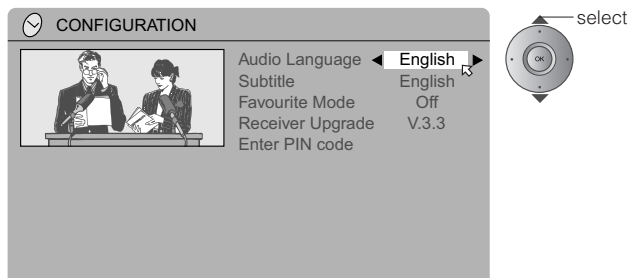 CONFIGURATION
select
Audio Language English
Subtitle English
Favourite Mode Off
Receiver Upgrade V.3.3
Enter PIN code
OK